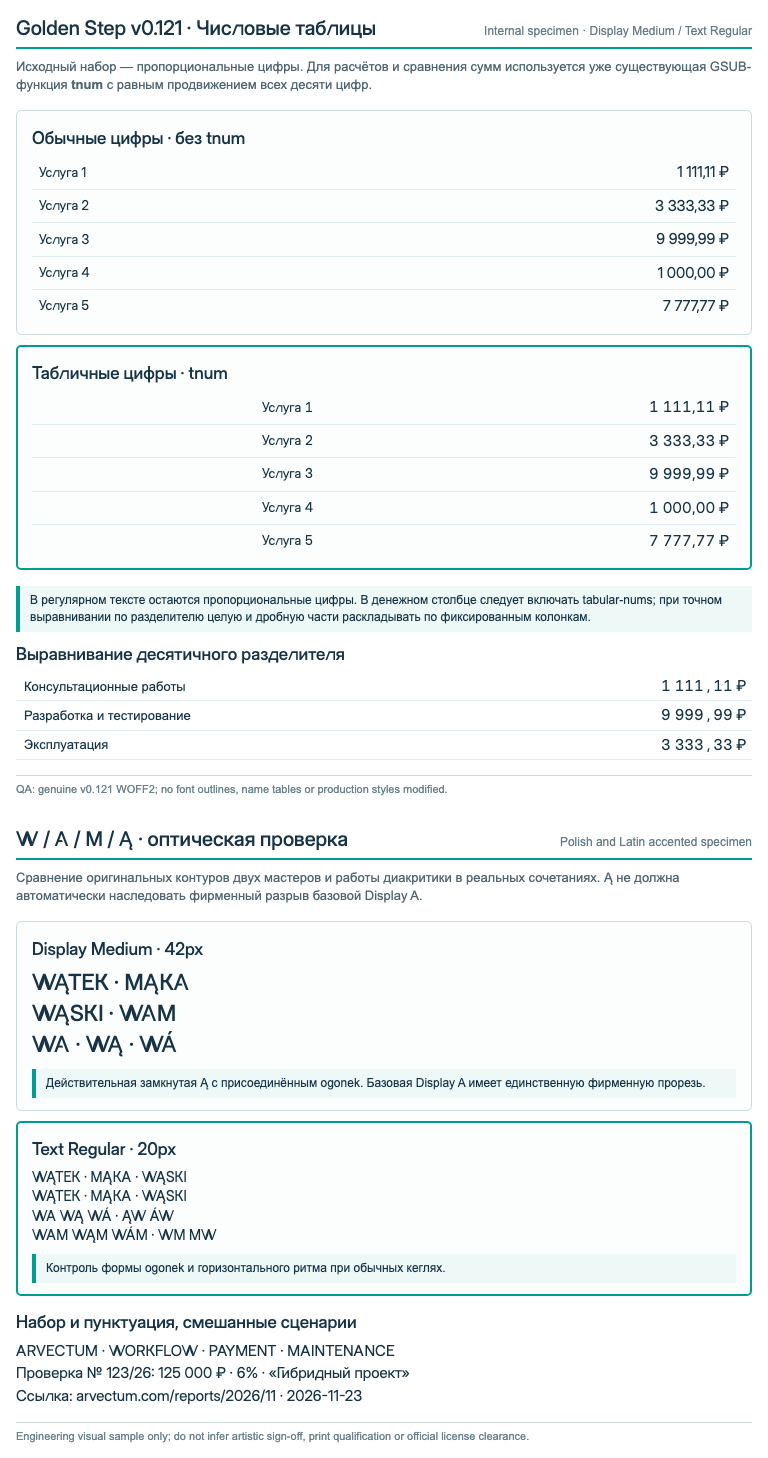 Golden Step v0.121 · Числовые таблицы
Internal specimen · Display Medium / Text Regular
Исходный набор — пропорциональные цифры. Для расчётов и сравнения сумм используется уже существующая GSUB-
функция tnum с равным продвижением всех десяти цифр.
Обычные цифры · без tnum
Услуга 1 1 111,11 ₽
Услуга 2 3 333,33 ₽
Услуга 3 9 999,99 ₽
Услуга 4 1 000,00 ₽
Услуга 5 7 777,77 ₽
Табличные цифры · tnum
Услуга 1 1 111,11 ₽
Услуга 2 3 333,33 ₽
Услуга 3 9 999,99 ₽
Услуга 4 1 000,00 ₽
Услуга 5 7 777,77 ₽
В регулярном тексте остаются пропорциональные цифры. В денежном столбце следует включать tabular-nums; при точном
выравнивании по разделителю целую и дробную части раскладывать по фиксированным колонкам.
Выравнивание десятичного разделителя
Консультационные работы 1 111 , 11 ₽
Разработка и тестирование 9 999 , 99 ₽
Эксплуатация 3 333 , 33 ₽
QA: genuine v0.121 WOFF2; no font outlines, name tables or production styles modified.
W / A / M / Ą · оптическая проверка
Polish and Latin accented specimen
Сравнение оригинальных контуров двух мастеров и работы диакритики в реальных сочетаниях. Ą не должна
автоматически наследовать фирменный разрыв базовой Display A.
Display Medium · 42px
WĄTEK · MĄKA
WĄSKI · WAM
WA · WĄ · WÁ
Действительная замкнутая Ą с присоединённым ogonek. Базовая Display A имеет единственную фирменную прорезь.
Text Regular · 20px
WĄTEK · MĄKA · WĄSKI
WĄTEK · MĄKA · WĄSKI
WA WĄ WÁ · ĄW ÁW
WAM WĄM WÁM · WM MW
Контроль формы ogonek и горизонтального ритма при обычных кеглях.
Набор и пунктуация, смешанные сценарии
ARVECTUM · WORKFLOW · PAYMENT · MAINTENANCE
Проверка № 123/26: 125 000 ₽ · 6% · «Гибридный проект»
Ссылка: arvectum.com/reports/2026/11 · 2026-11-23
Engineering visual sample only; do not infer artistic sign-off, print qualification or official license clearance.